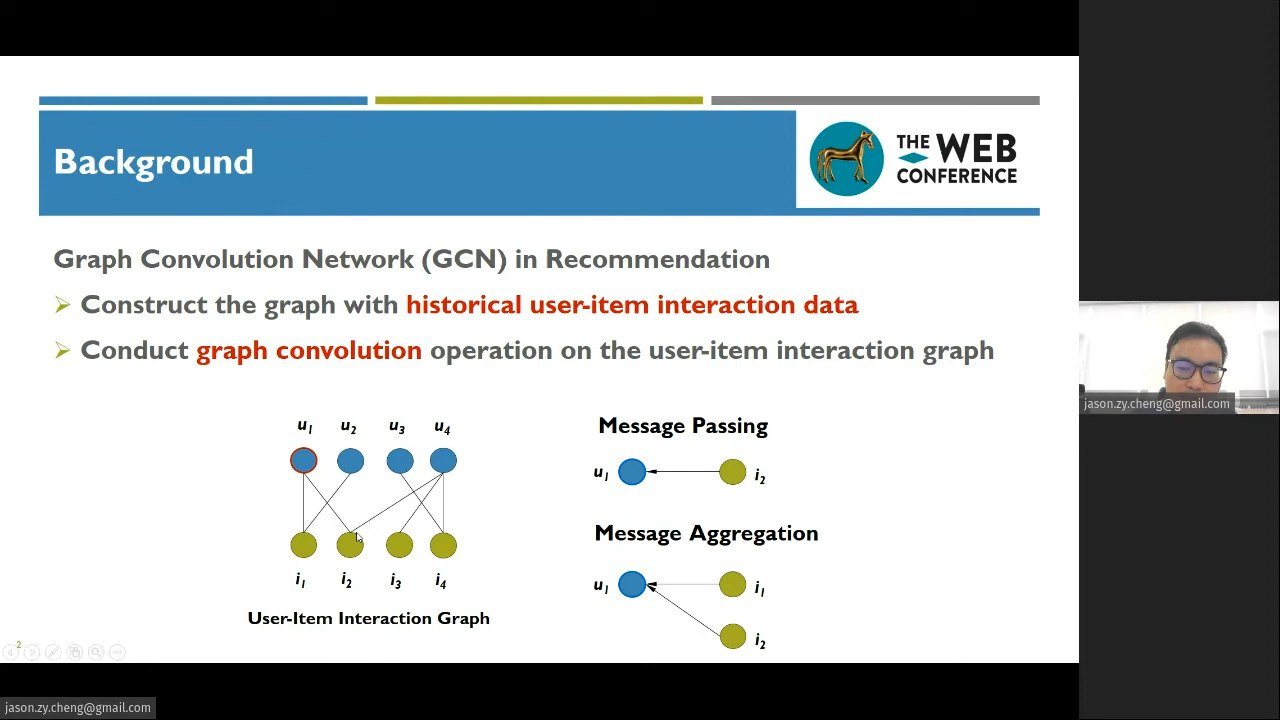 Background
THE WEB
CONFERENCE
Graph Convolution Network (GCN) in Recommendation
Construct the graph with historical user-item interaction data
Conduct graph convolution operation on the user-item interaction graph
u1 u2 u3 u4
i1 i2 i3 i4
User-Item Interaction Graph
Message Passing
u1 i2
Message Aggregation
u1 i1
i2
2
jason.zy.cheng@gmail.com
jason.zy.cheng@gmail.com